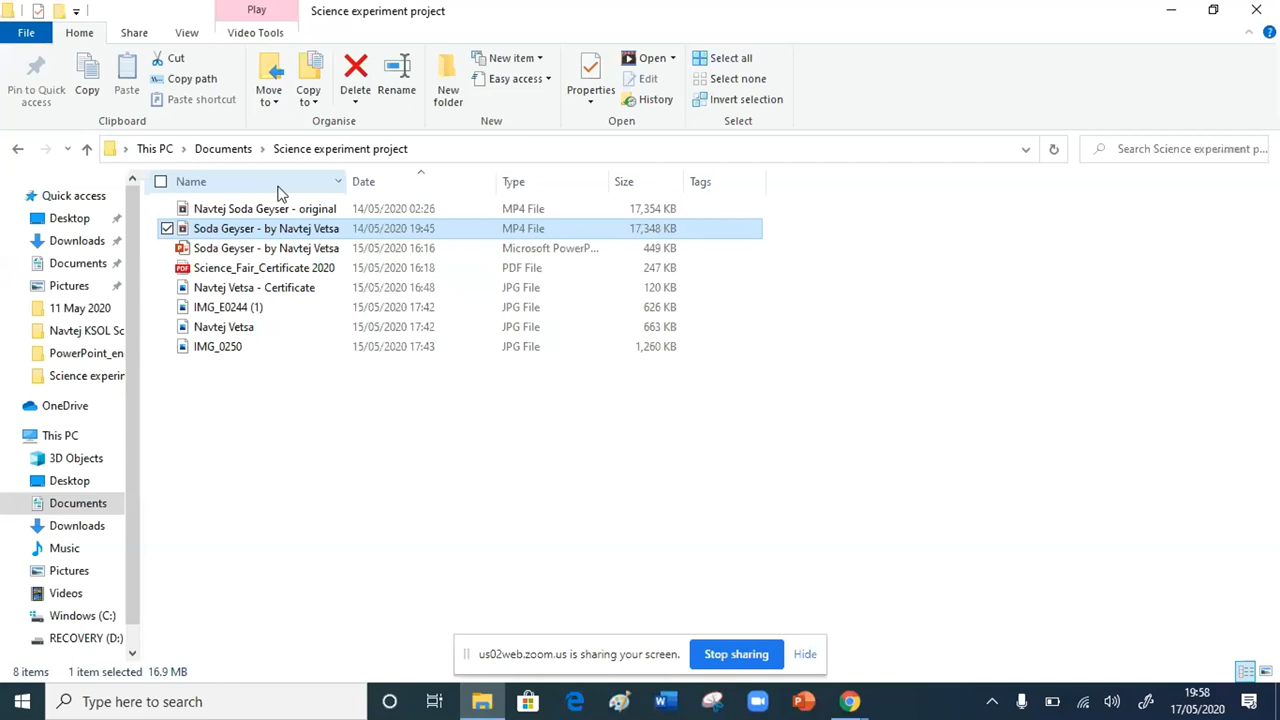 Play
Science experiment project
File
Home
Share
View
Video Tools
Pin to Quick access
Copy
Paste
Cut
Copy path
Paste shortcut
Clipboard
Move to
Copy to
Delete
Rename
Organise
New folder
New item
Easy access
New
Properties
Open
Edit
History
Open
Select all
Select none
Invert selection
Select
This PC > Documents > Science experiment project
Search Science experiment p...
Name Date Type Size Tags
Navtej Soda Geyser - original 14/05/2020 02:26 MP4 File 17,354 KB
Soda Geyser - by Navtej Vetsa 14/05/2020 19:45 MP4 File 17,348 KB
Soda Geyser - by Navtej Vetsa 15/05/2020 16:16 Microsoft PowerP... 449 KB
Science_Fair_Certificate 2020 15/05/2020 16:18 PDF File 247 KB
Navtej Vetsa - Certificate 15/05/2020 16:48 JPG File 120 KB
IMG_E0244 (1) 15/05/2020 17:42 JPG File 626 KB
Navtej Vetsa 15/05/2020 17:42 JPG File 663 KB
IMG_0250 15/05/2020 17:43 JPG File 1,260 KB
Quick access
Desktop
Downloads
Documents
Pictures
11 May 2020
Navtej KSOL Sc
PowerPoint_en
Science experin
OneDrive
This PC
3D Objects
Desktop
Documents
Downloads
Music
Pictures
Videos
Windows (C:)
RECOVERY (D:)
us02web.zoom.us is sharing your screen.
Stop sharing
Hide
8 items 1 item selected 16.9 MB
Type here to search
19:58
17/05/2020